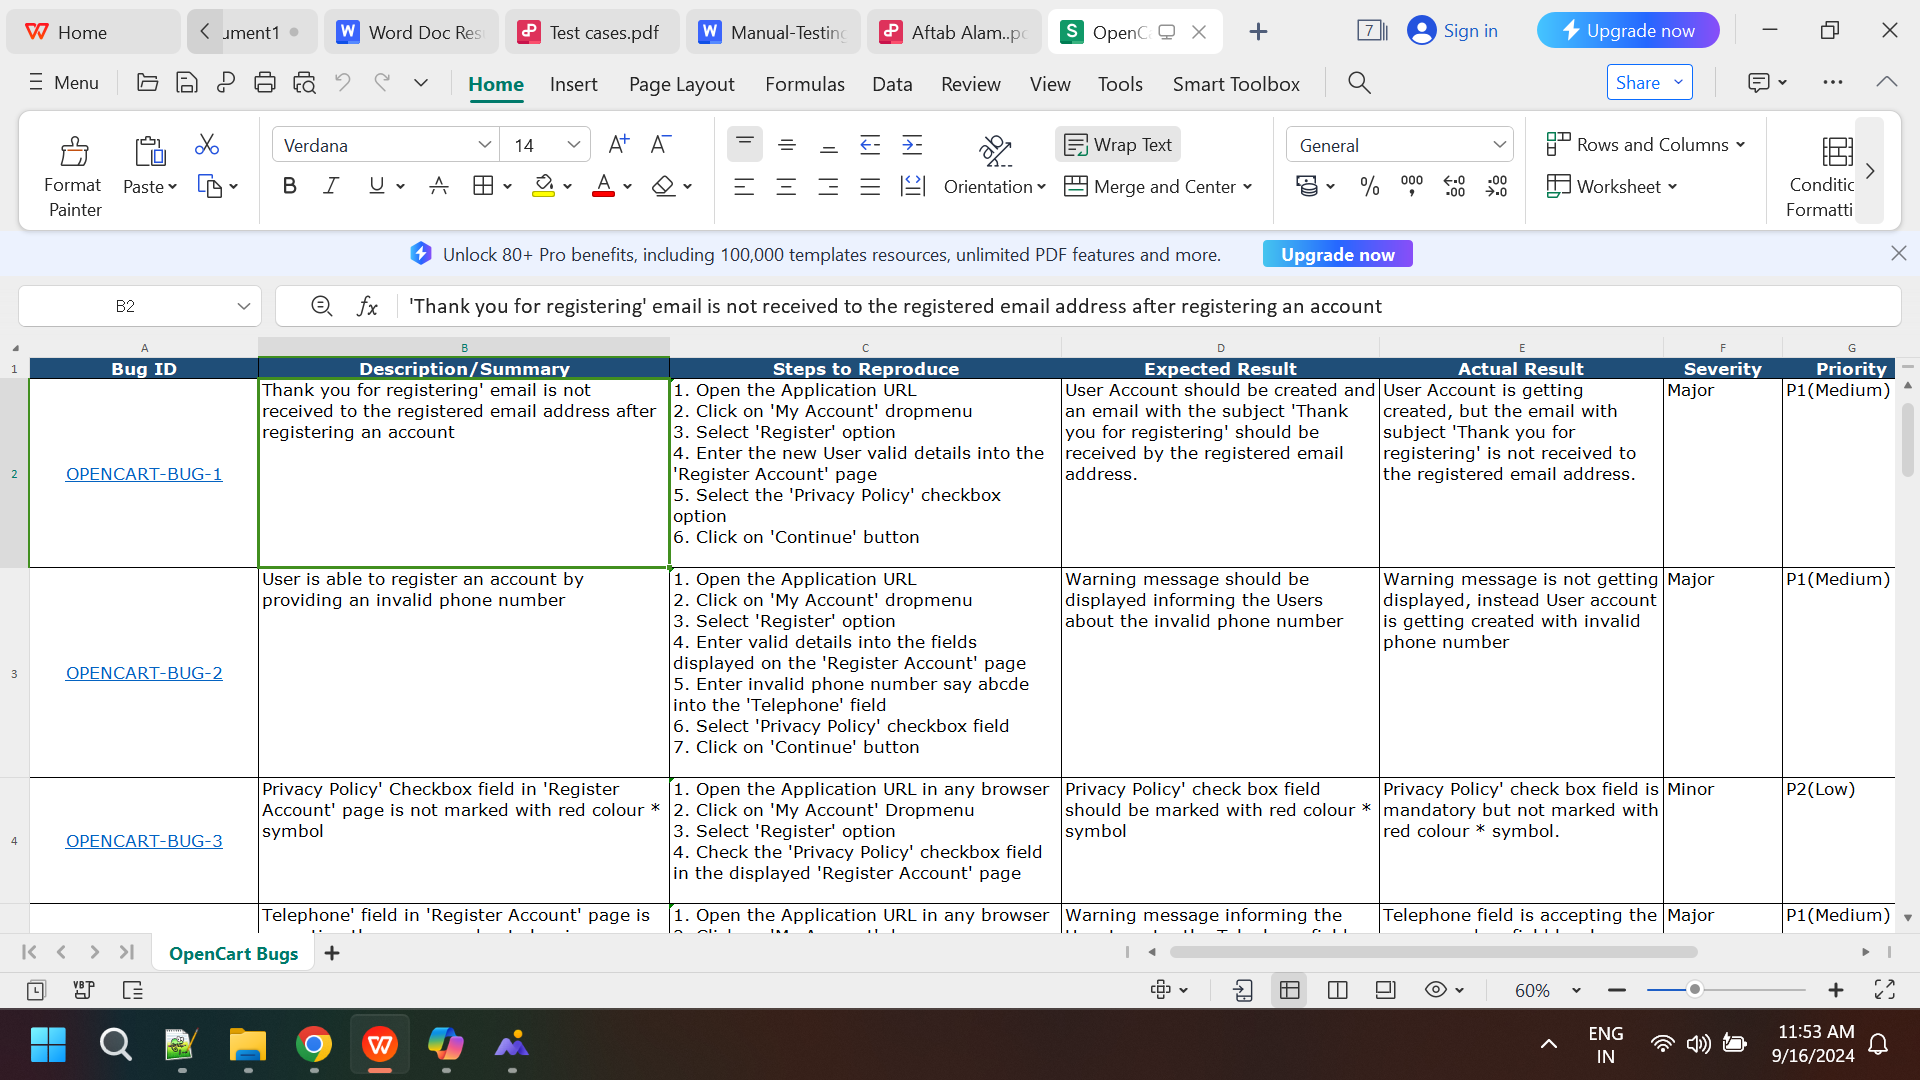 Home
ument1
Word Doc Res
Test cases.pdf
Manual-Testing
Aftab Alam..pc
OpenCa
7
Sign in
Upgrade now
Menu
Home
Insert
Page Layout
Formulas
Data
Review
View
Tools
Smart Toolbox
Share
Format
Painter
Paste
Verdana
14
Orientation
Wrap Text
Merge and Center
General
Rows and Columns
Worksheet
Conditic
Formatti
Unlock 80+ Pro benefits, including 100,000 templates resources, unlimited PDF features and more.
Upgrade now
B2
'Thank you for registering' email is not received to the registered email address after registering an account
A B C D E F G
1 Bug ID Description/Summary Steps to Reproduce Expected Result Actual Result Severity Priority
2
OPENCART-BUG-1
Thank you for registering' email is not
received to the registered email address after
registering an account
1. Open the Application URL
2. Click on 'My Account' dropmenu
3. Select 'Register' option
4. Enter the new User valid details into the
'Register Account' page
5. Select the 'Privacy Policy' checkbox
option
6. Click on 'Continue' button
User Account should be created and
an email with the subject 'Thank
you for registering' should be
received by the registered email
address.
User Account is getting
created, but the email with
subject 'Thank you for
registering' is not received to
the registered email address.
Major
P1(Medium)
3
OPENCART-BUG-2
User is able to register an account by
providing an invalid phone number
1. Open the Application URL
2. Click on 'My Account' dropmenu
3. Select 'Register' option
4. Enter valid details into the fields
displayed on the 'Register Account' page
5. Enter invalid phone number say abcde
into the 'Telephone' field
6. Select 'Privacy Policy' checkbox field
7. Click on 'Continue' button
Warning message should be
displayed informing the Users
about the invalid phone number
Warning message is not getting
displayed, instead User account
is getting created with invalid
phone number
Major
P1(Medium)
4
OPENCART-BUG-3
Privacy Policy' Checkbox field in 'Register
Account' page is not marked with red colour *
symbol
1. Open the Application URL in any browser
2. Click on 'My Account' Dropmenu
3. Select 'Register' option
4. Check the 'Privacy Policy' checkbox field
in the displayed 'Register Account' page
Privacy Policy' check box field
should be marked with red colour *
symbol
Privacy Policy' check box field is
mandatory but not marked with
red colour * symbol.
Minor
P2(Low)
Telephone' field in 'Register Account' page is
1. Open the Application URL in any browser
Warning message informing the
Telephone field is accepting the
Major
P1(Medium)
OpenCart Bugs
60%
ENG
IN
11:53 AM
9/16/2024